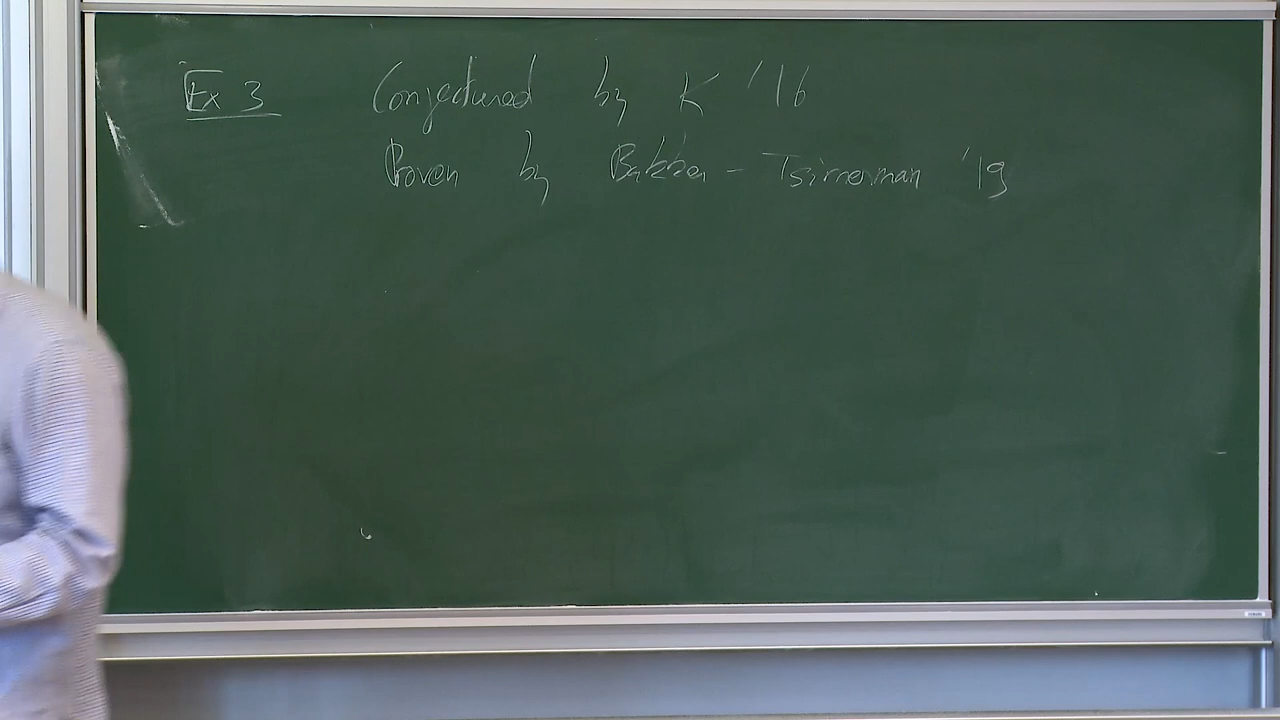 Ex 3 Conjectured by K '16
Proven by Bakker - Tsimerman '19